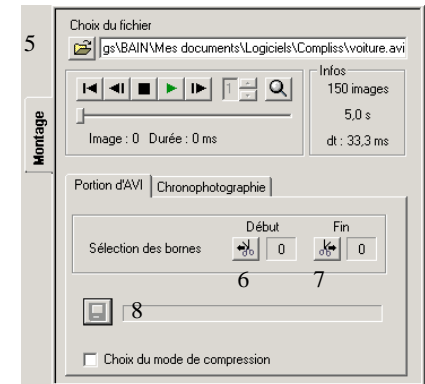 Choix du fichier
5
gs\BAIN\Mes documents\Logiciels\Compliss\voiture.avi
Infos
1
150 images
5,0 s
Image : 0 Durée : 0 ms
dt : 33,3 ms
Montage
Portion d'AVI Chronophotographie
Début Fin
Sélection des bornes 0 0
6 7
8
Choix du mode de compression